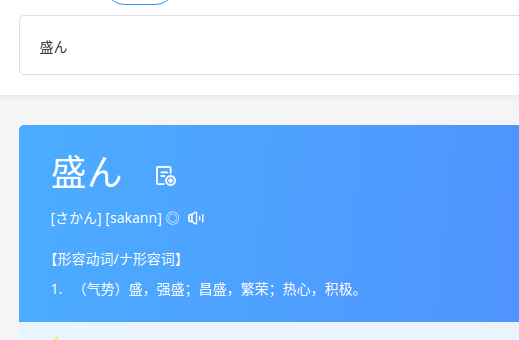 盛ん
盛ん
[さかん] [sakann] ◎
【形容动词/ナ形容词】
1. （气势）盛，强盛；昌盛，繁荣；热心，积极。